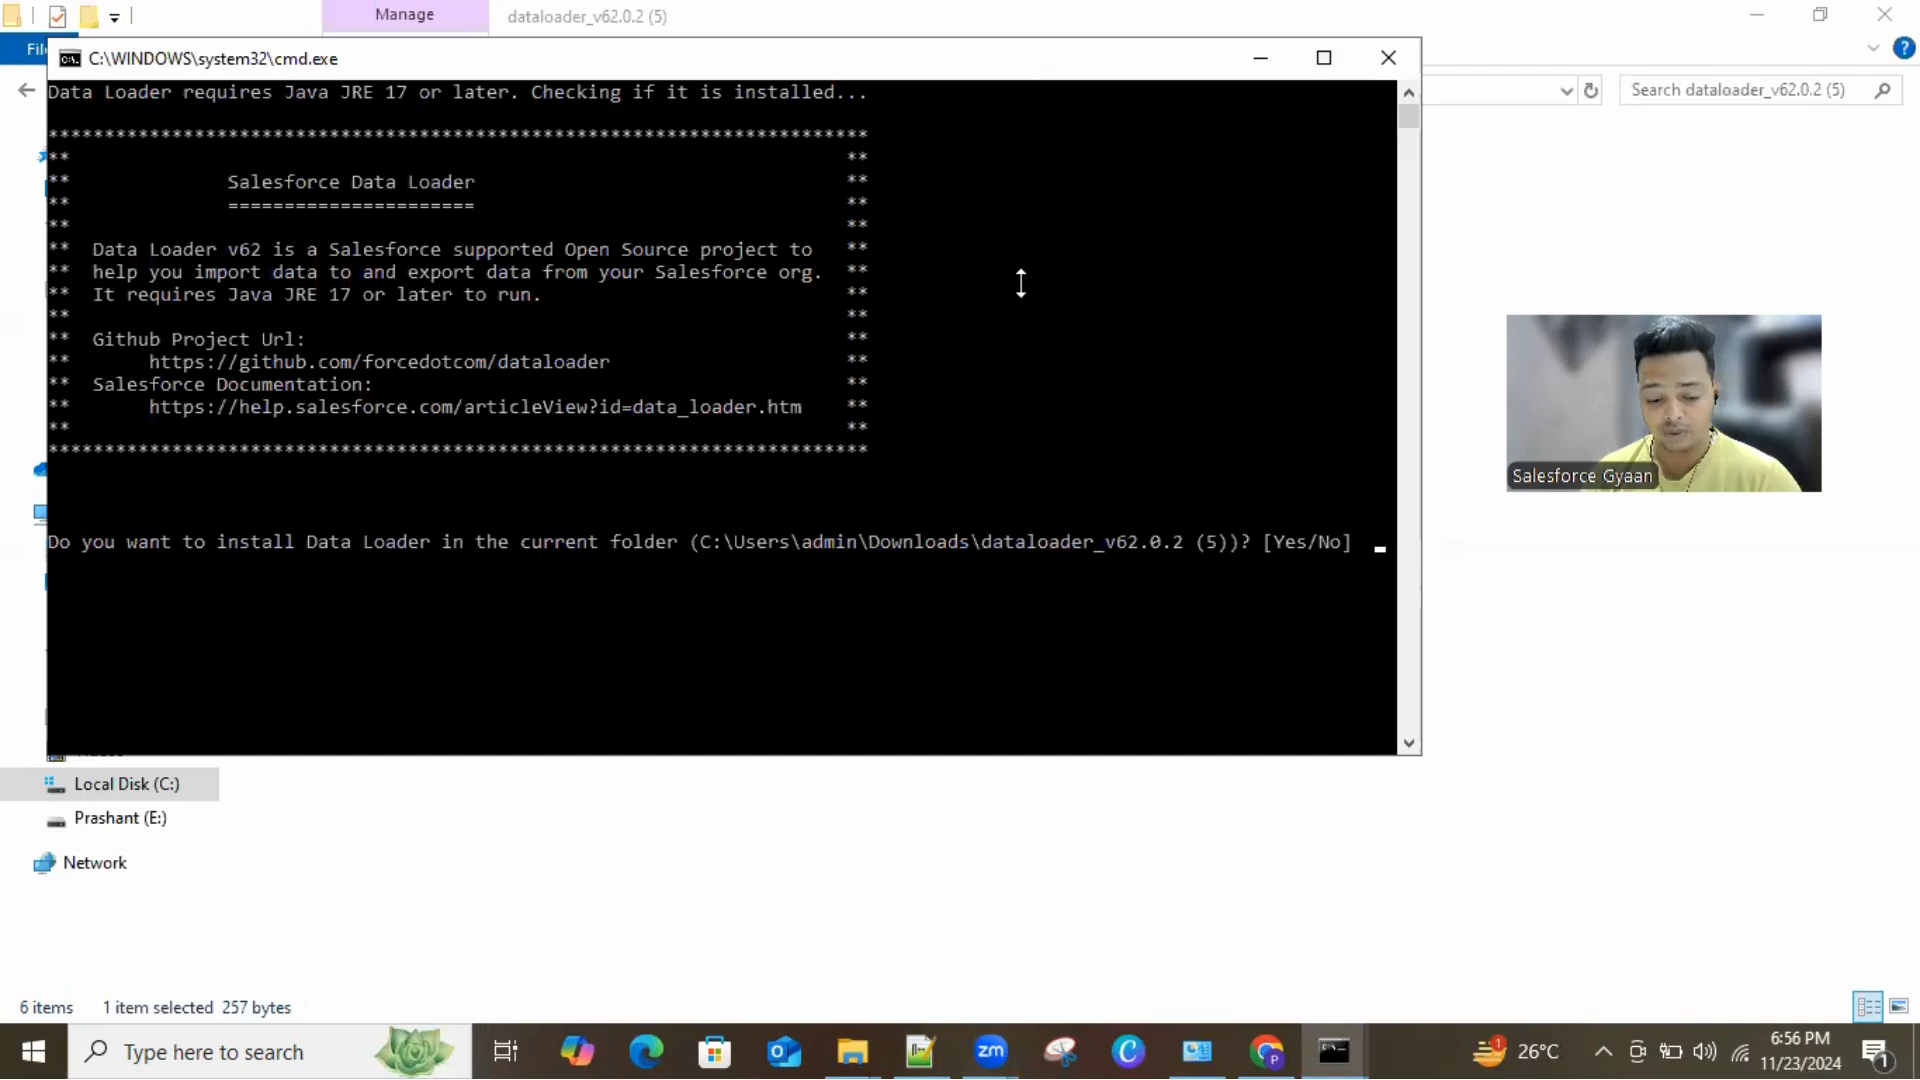 Manage
dataloader_v62.0.2 (5)
File
C:\WINDOWS\system32\cmd.exe
Search dataloader_v62.0.2 (5)
Data Loader requires Java JRE 17 or later. Checking if it is installed...
*************************************************************************
** **
** Salesforce Data Loader **
** ====================== **
** **
** Data Loader v62 is a Salesforce supported Open Source project to **
** help you import data to and export data from your Salesforce org. **
** It requires Java JRE 17 or later to run. **
** **
** Github Project Url: **
** https://github.com/forcedotcom/dataloader **
** Salesforce Documentation: **
** https://help.salesforce.com/articleView?id=data_loader.htm **
** **
*************************************************************************
Salesforce Gyaan
Do you want to install Data Loader in the current folder (C:\Users\admin\Downloads\dataloader_v62.0.2 (5))? [Yes/No]
Local Disk (C:)
Prashant (E:)
Network
6 items 1 item selected 257 bytes
Type here to search
zm
1
26°C
6:56 PM
11/23/2024
1